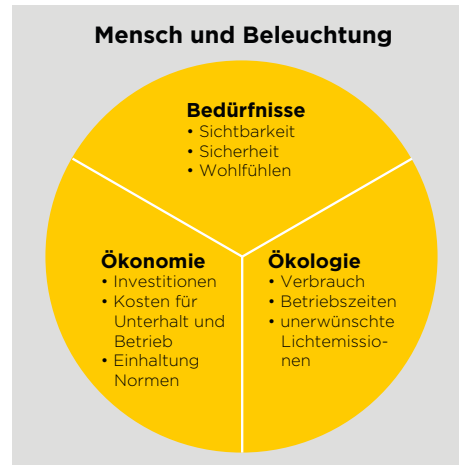 Mensch und Beleuchtung
Bedürfnisse
• Sichtbarkeit
• Sicherheit
• Wohlfühlen
Ökonomie
• Investitionen
• Kosten für
Unterhalt und
Betrieb
• Einhaltung
Normen
Ökologie
• Verbrauch
• Betriebszeiten
• unerwünschte
Lichtemissio-
nen